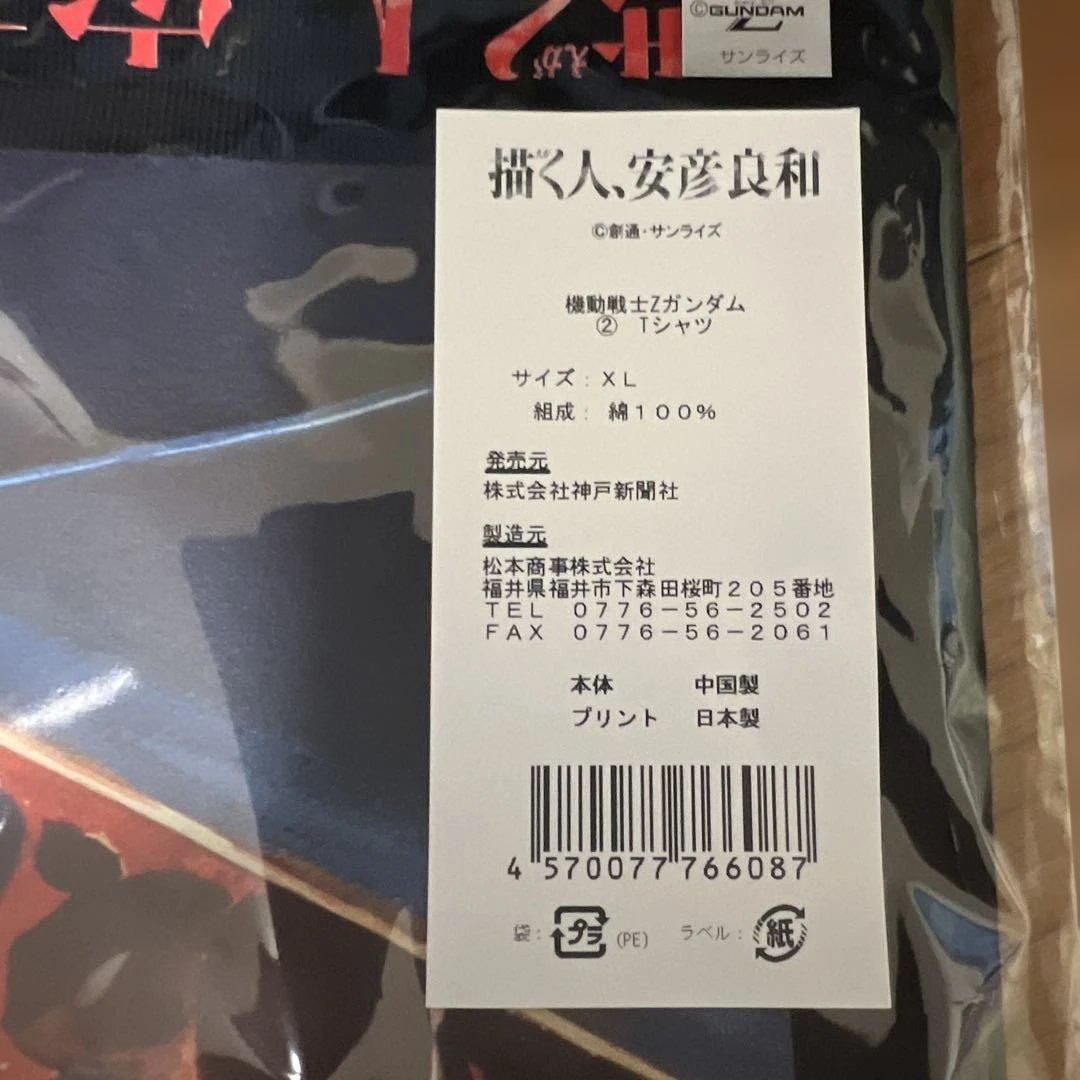 えが
©GUNDAM
Z
サンライズ
描く人、安彦良和
©創通・サンライズ
機動戦士Zガンダム
② Tシャツ
サイズ：XL
組成： 綿100%
発売元
株式会社神戸新聞社
製造元
松本商事株式会社
福井県福井市下森田桜町205番地
TEL 0776-56-2502
FAX 0776-56-2061
本体 中国製
プリント 日本製
4 570077 766087
袋： プラ (PE) ラベル： 紙